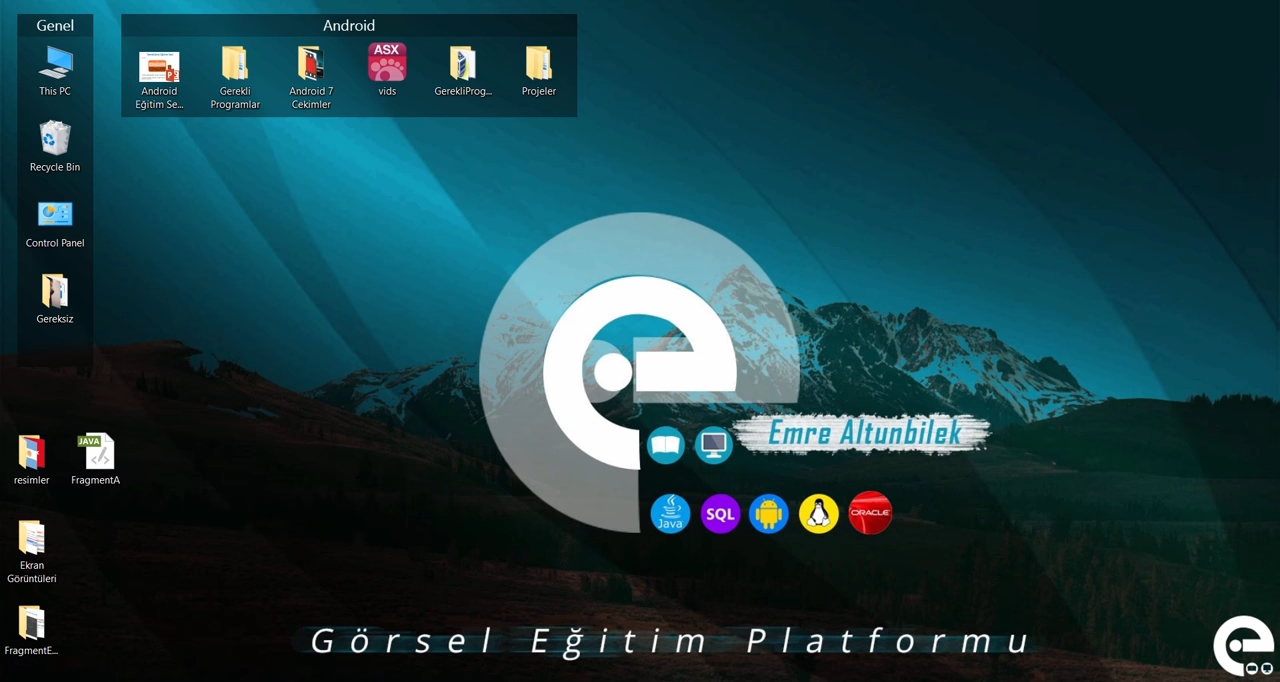 Genel
Android
This PC
Android
Eğitim Se...
Gerekli
Programlar
Android 7
Cekimler
ASX
vids
GerekliProg...
Projeler
Recycle Bin
Control Panel
Gereksiz
Emre Altunbilek
JAVA
resimler
FragmentA
Java
SQL
ORACLE
Ekran
Görüntüleri
FragmentE...
Görsel Eğitim Platformu